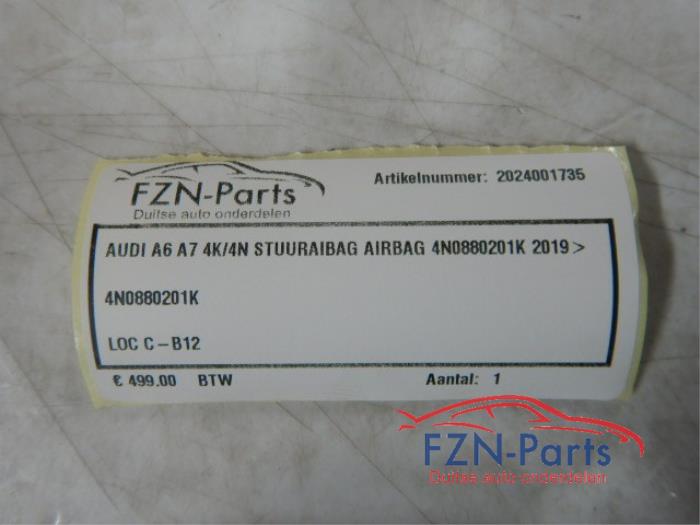 FZN-Parts
Duitse auto onderdelen
Artikelnummer: 2024001735
AUDI A6 A7 4K/4N STUURAIBAG AIRBAG 4N0880201K 2019>
4N0880201K
LOC C-B12
€ 499.00 BTW
Aantal: 1
FZN-Parts
Duitse auto onderdelen